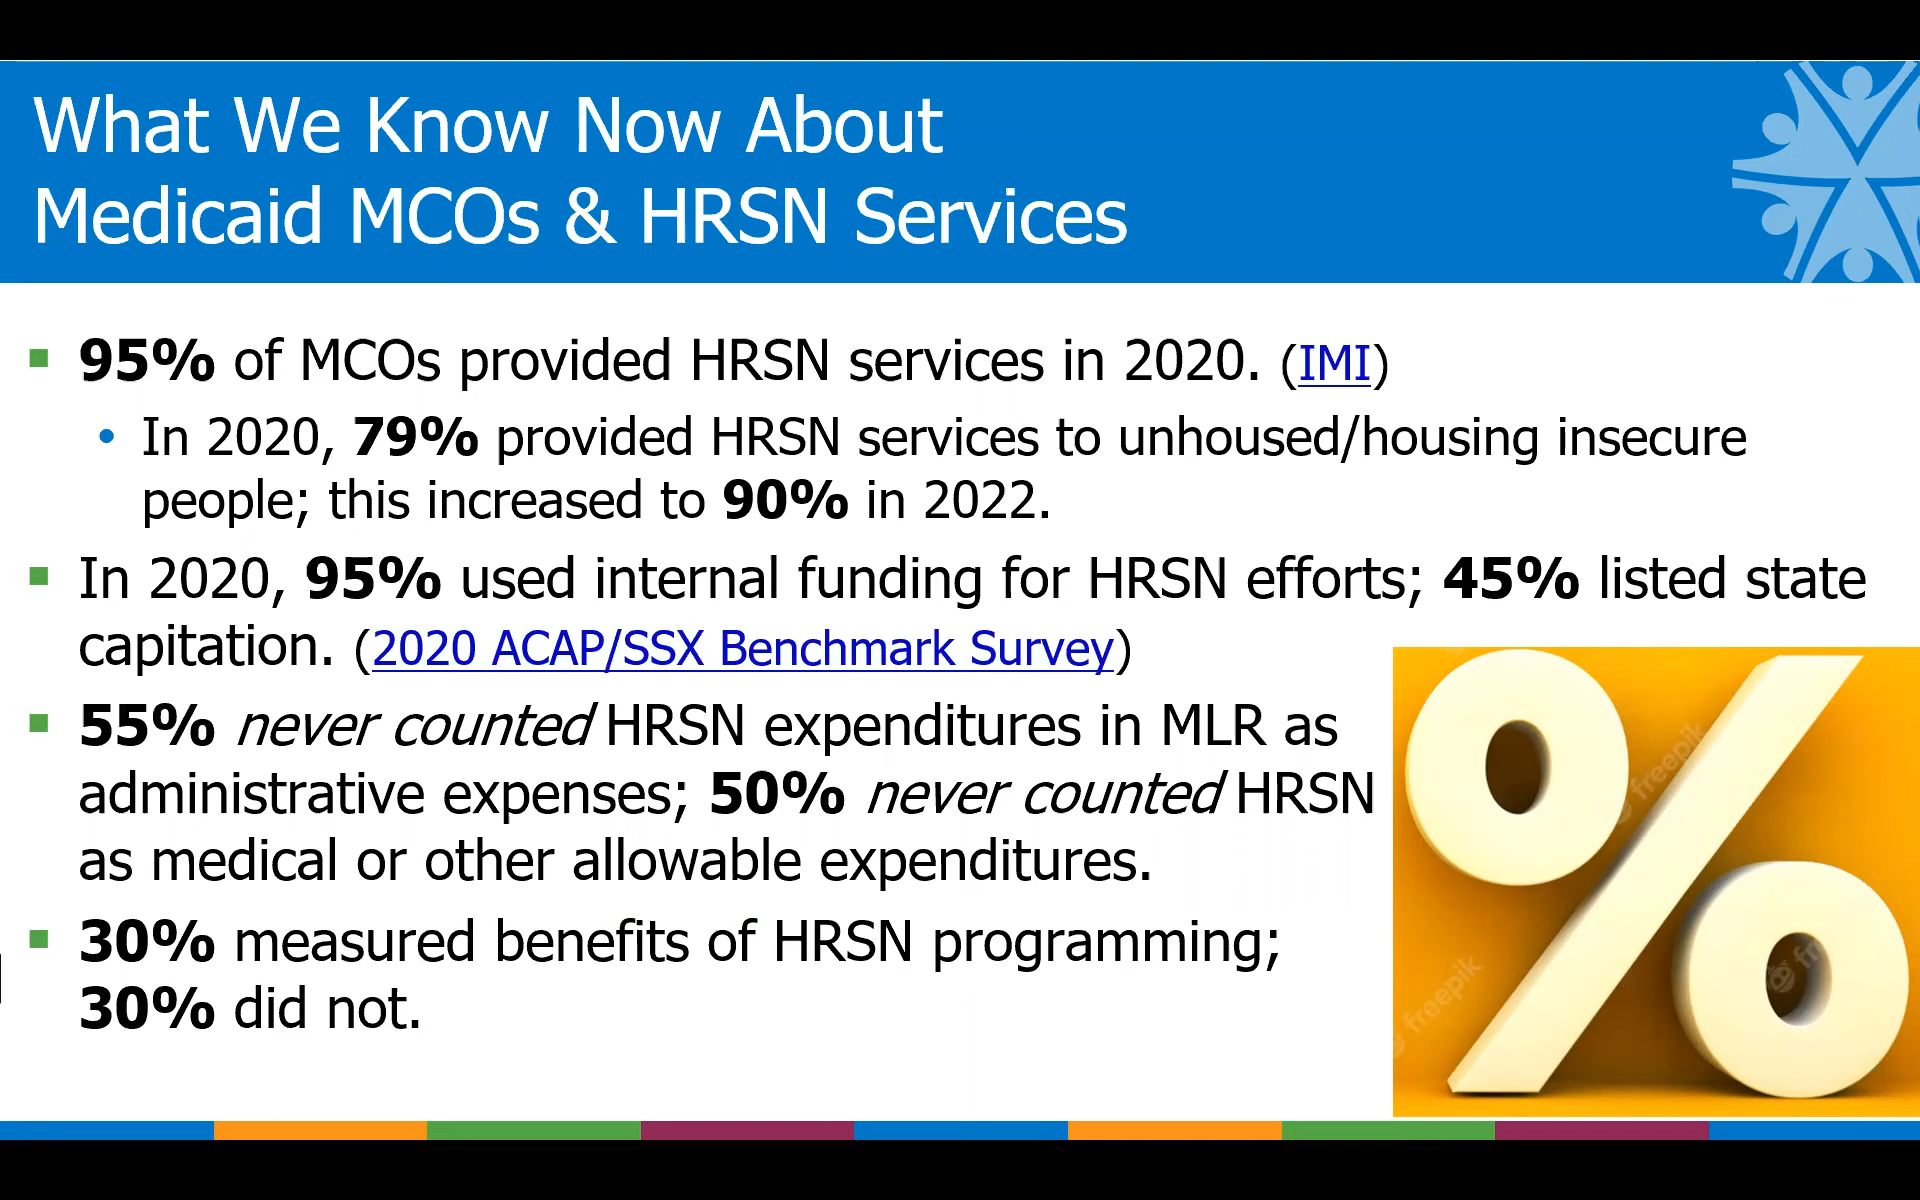 What We Know Now About
Medicaid MCOs & HRSN Services
95% of MCOs provided HRSN services in 2020. (IMI)
In 2020, 79% provided HRSN services to unhoused/housing insecure
people; this increased to 90% in 2022.
In 2020, 95% used internal funding for HRSN efforts; 45% listed state
capitation. (2020 ACAP/SSX Benchmark Survey)
55% never counted HRSN expenditures in MLR as
administrative expenses; 50% never counted HRSN
as medical or other allowable expenditures.
30% measured benefits of HRSN programming;
30% did not.
%
freepik
freepik
fr